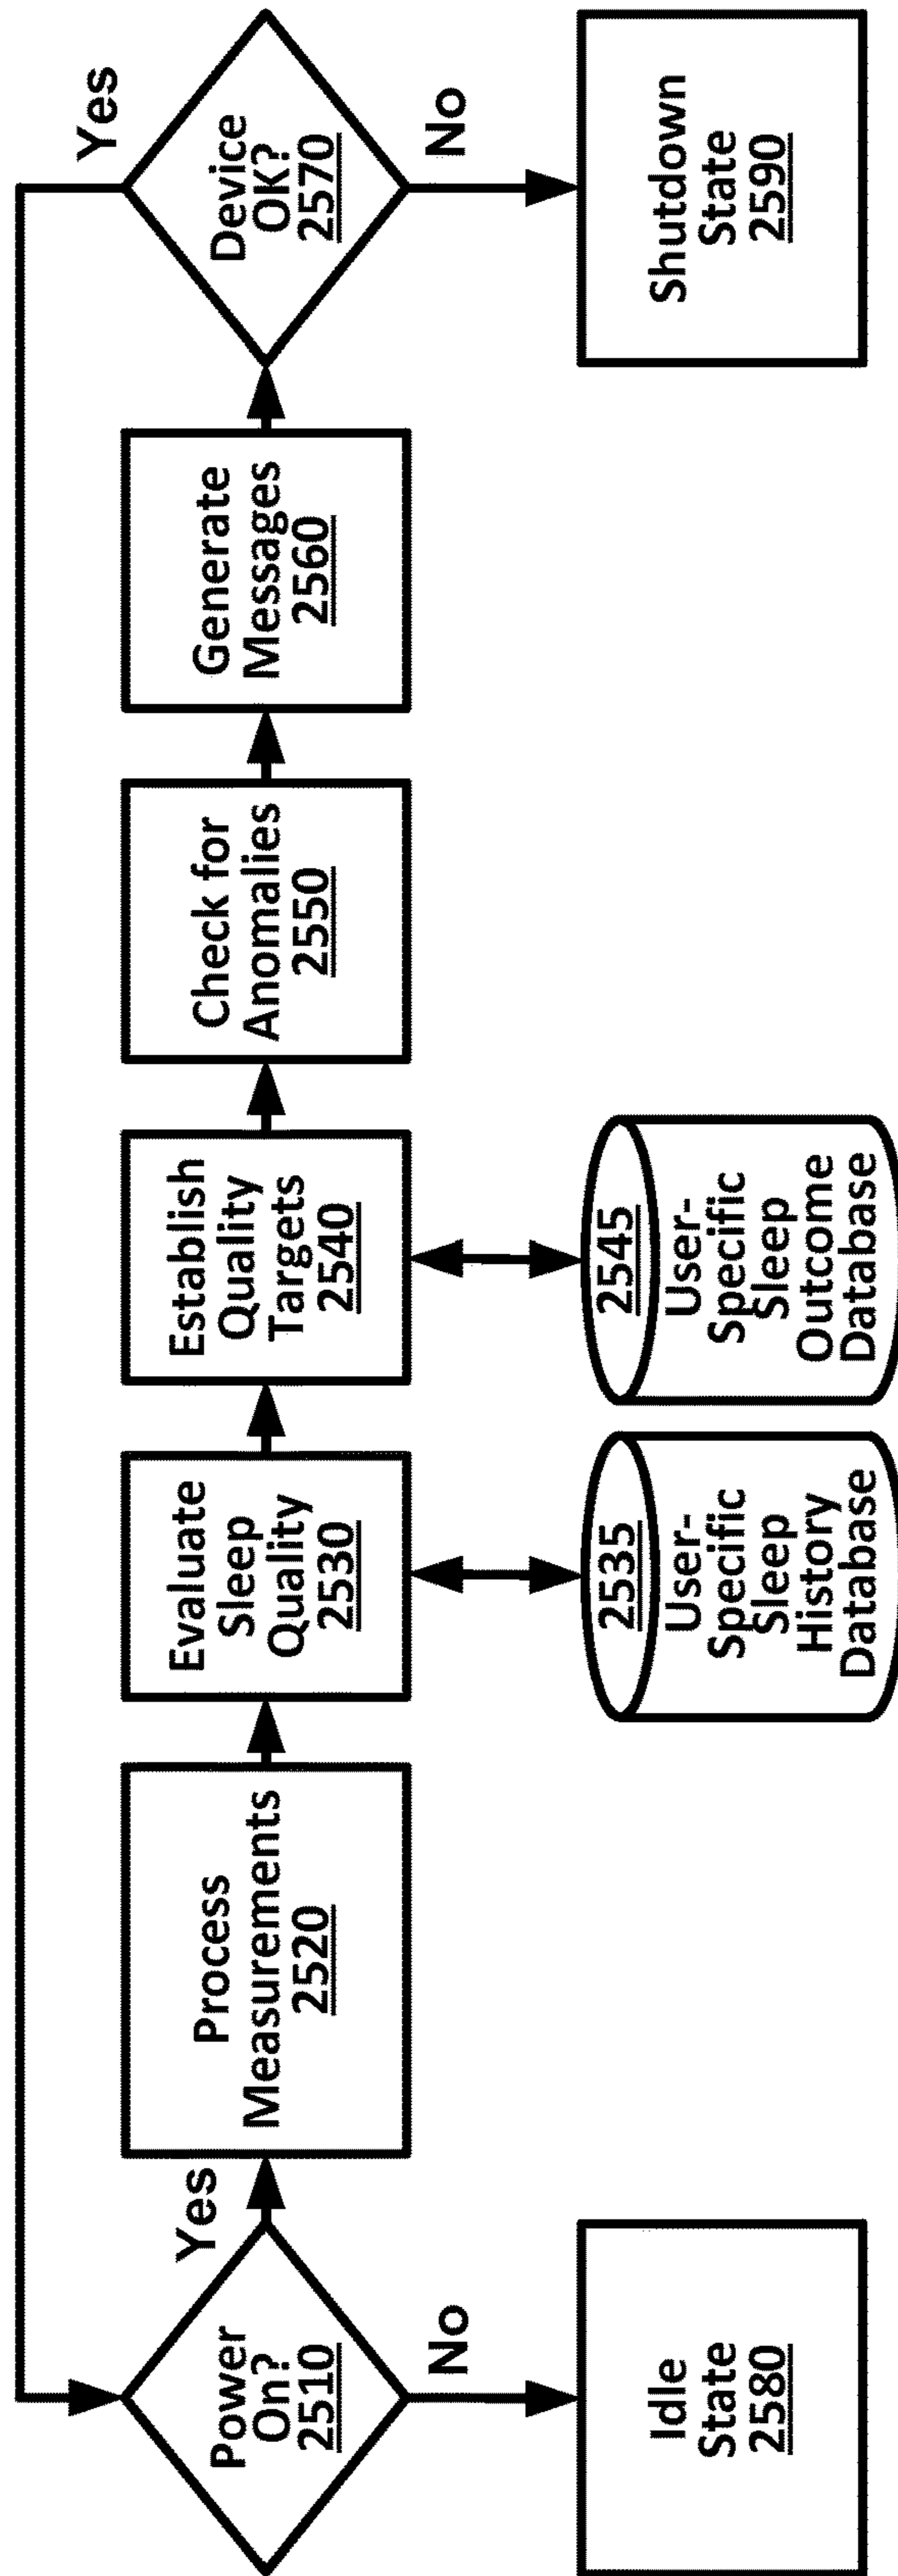 Power
On?
2510
Yes
No
Idle
State
2580
Process
Measurements
2520
Evaluate
Sleep
Quality
2530
2535
User-
Specific
Sleep
History
Database
Establish
Quality
Targets
2540
2545
User-
Specific
Sleep
Outcome
Database
Check for
Anomalies
2550
Generate
Messages
2560
Device
OK?
2570
Yes
No
Shutdown
State
2590